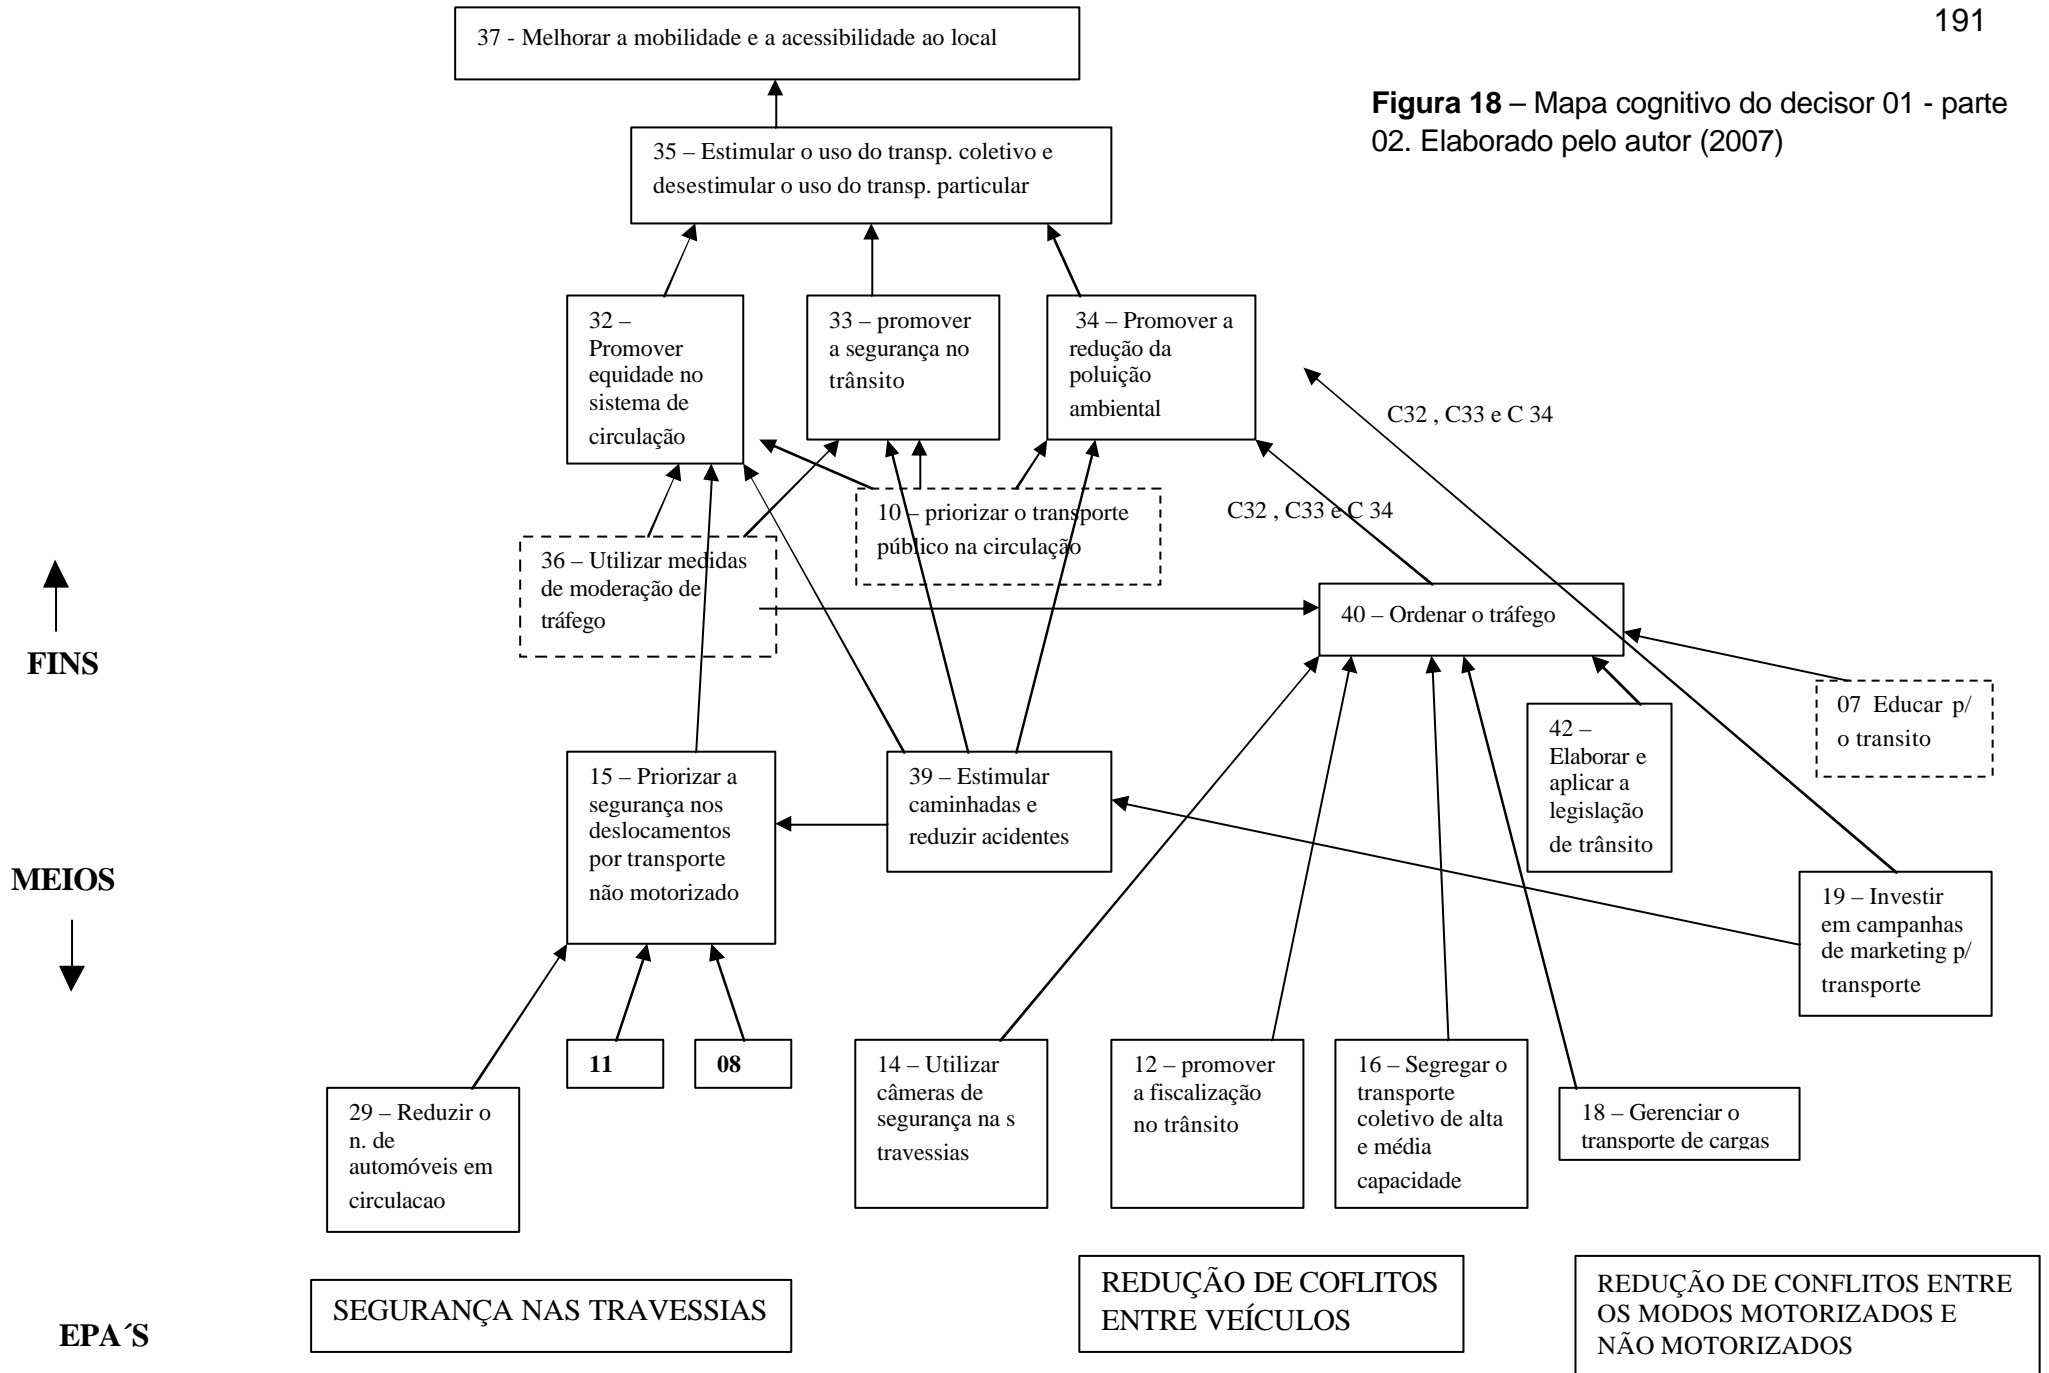 191
37 - Melhorar a mobilidade e a acessibilidade ao local
Figura 18 – Mapa cognitivo do decisor 01 - parte
02. Elaborado pelo autor (2007)
35 – Estimular o uso do transp. coletivo e
desestimular o uso do transp. particular
32 –
Promover
equidade no
sistema de
circulação
33 – promover
a segurança no
trânsito
34 – Promover a
redução da
poluição
ambiental
C32 , C33 e C 34
10 – priorizar o transporte
público na circulação
C32 , C33 e C 34
36 – Utilizar medidas
de moderação de
tráfego
40 – Ordenar o tráfego
FINS
07 Educar p/
o transito
42 –
Elaborar e
aplicar a
legislação
de trânsito
15 – Priorizar a
segurança nos
deslocamentos
por transporte
não motorizado
39 – Estimular
caminhadas e
reduzir acidentes
MEIOS
19 – Investir
em campanhas
de marketing p/
transporte
11
08
14 – Utilizar
câmeras de
segurança na s
travessias
12 – promover
a fiscalização
no trânsito
16 – Segregar o
transporte
coletivo de alta
e média
capacidade
18 – Gerenciar o
transporte de cargas
29 – Reduzir o
n. de
automóveis em
circulacao
EPA´S
SEGURANÇA NAS TRAVESSIAS
REDUÇÃO DE COFLITOS
ENTRE VEÍCULOS
REDUÇÃO DE CONFLITOS ENTRE
OS MODOS MOTORIZADOS E
NÃO MOTORIZADOS